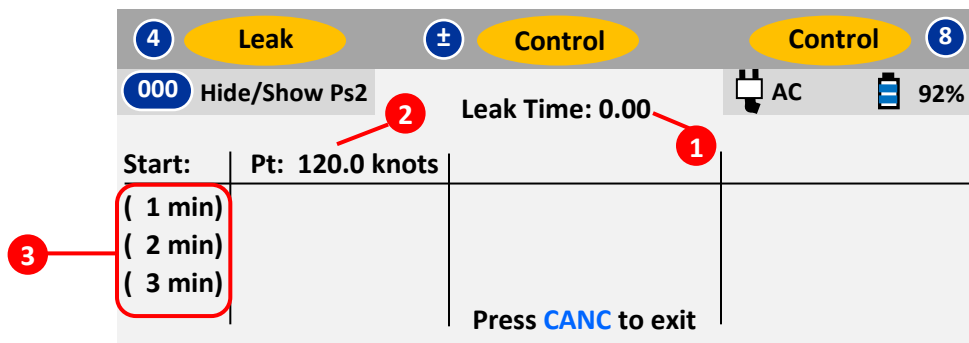 4 Leak ± Control Control 8
000 Hide/Show Ps2 AC 92%
Leak Time: 0.00
2
1
Start: Pt: 120.0 knots
( 1 min)
( 2 min)
3
( 3 min)
Press CANC to exit